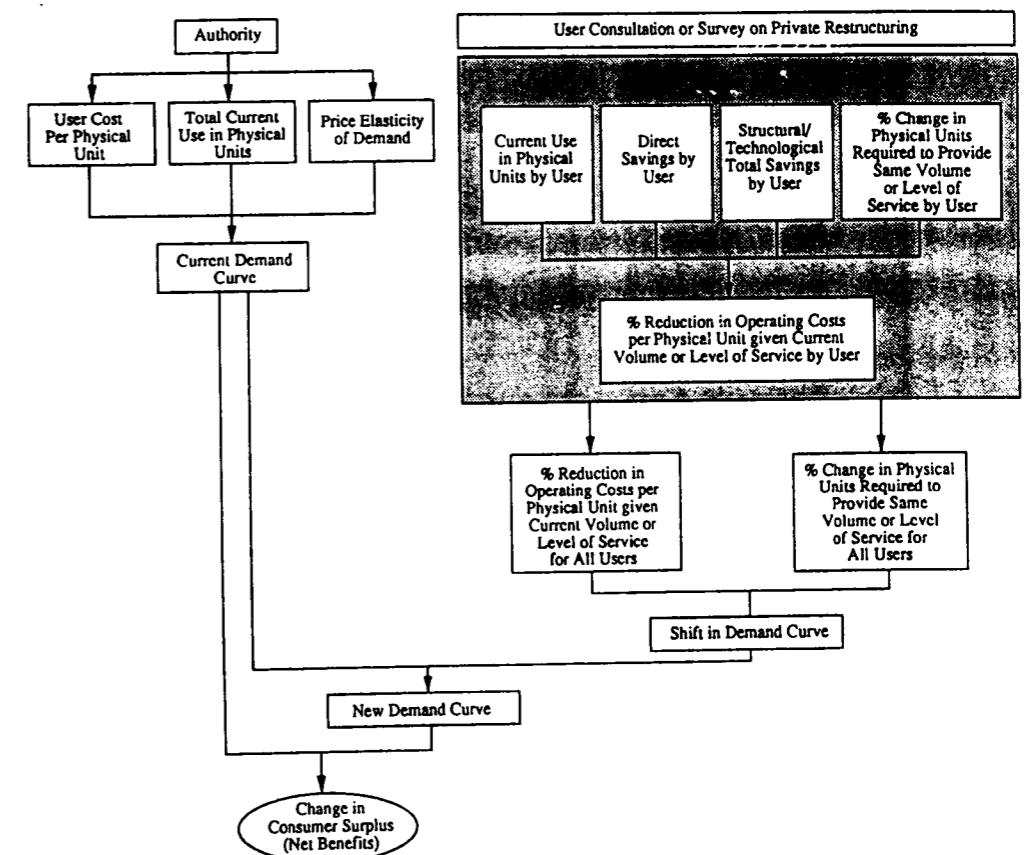 Authority
User Cost
Per Physical
Unit
Total Current
Use in Physical
Units
Price Elasticity
of Demand
Current Demand
Curve
User Consultation or Survey on Private Restructuring
Current Use
in Physical
Units by User
Direct
Savings by
User
Structural/
Technological
Total Savings
by User
% Change in
Physical Units
Required to Provide
Same Volume
or Level of
Service by User
% Reduction in Operating Costs
per Physical Unit given Current
Volume or Level of Service by User
% Reduction in
Operating Costs per
Physical Unit given
Current Volume or
Level of Service
for All Users
% Change in Physical
Units Required to
Provide Same
Volume or Level
of Service for
All Users
Shift in Demand Curve
New Demand Curve
Change in
Consumer Surplus
(Net Benefits)